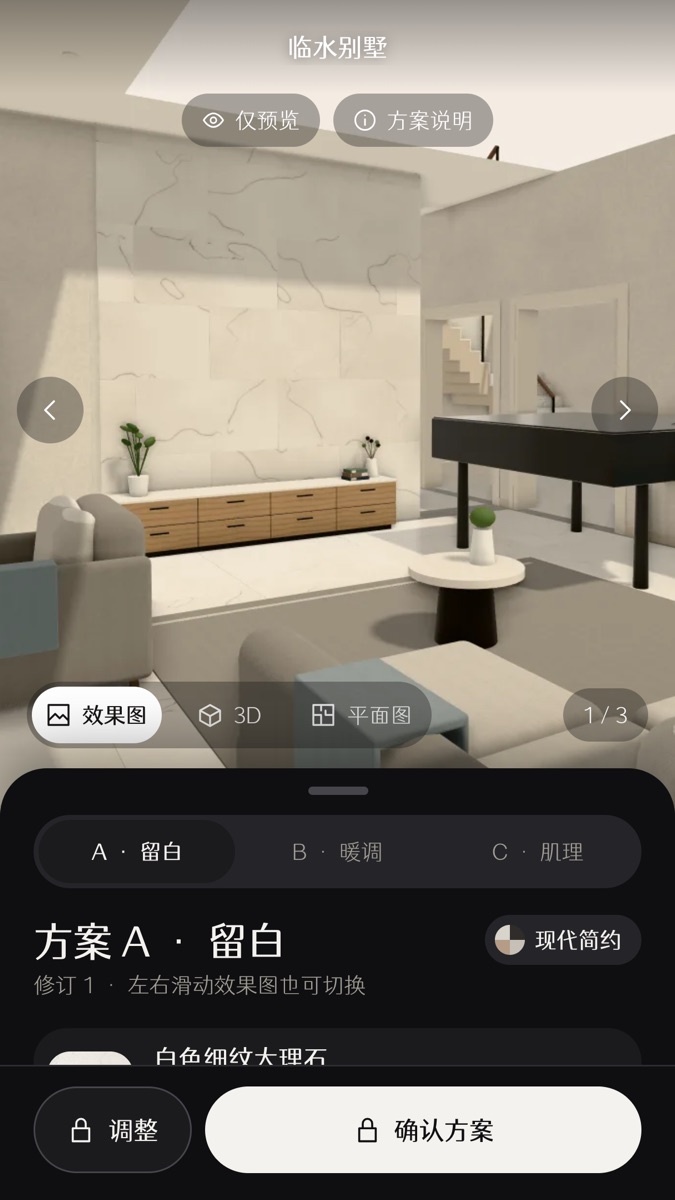 临水别墅
仅预览
方案说明
效果图
3D
平面图
1 / 3
A · 留白
B · 暖调
C · 肌理
方案 A · 留白
现代简约
修订 1 · 左右滑动效果图也可切换
白色细纹大理石
调整
确认方案